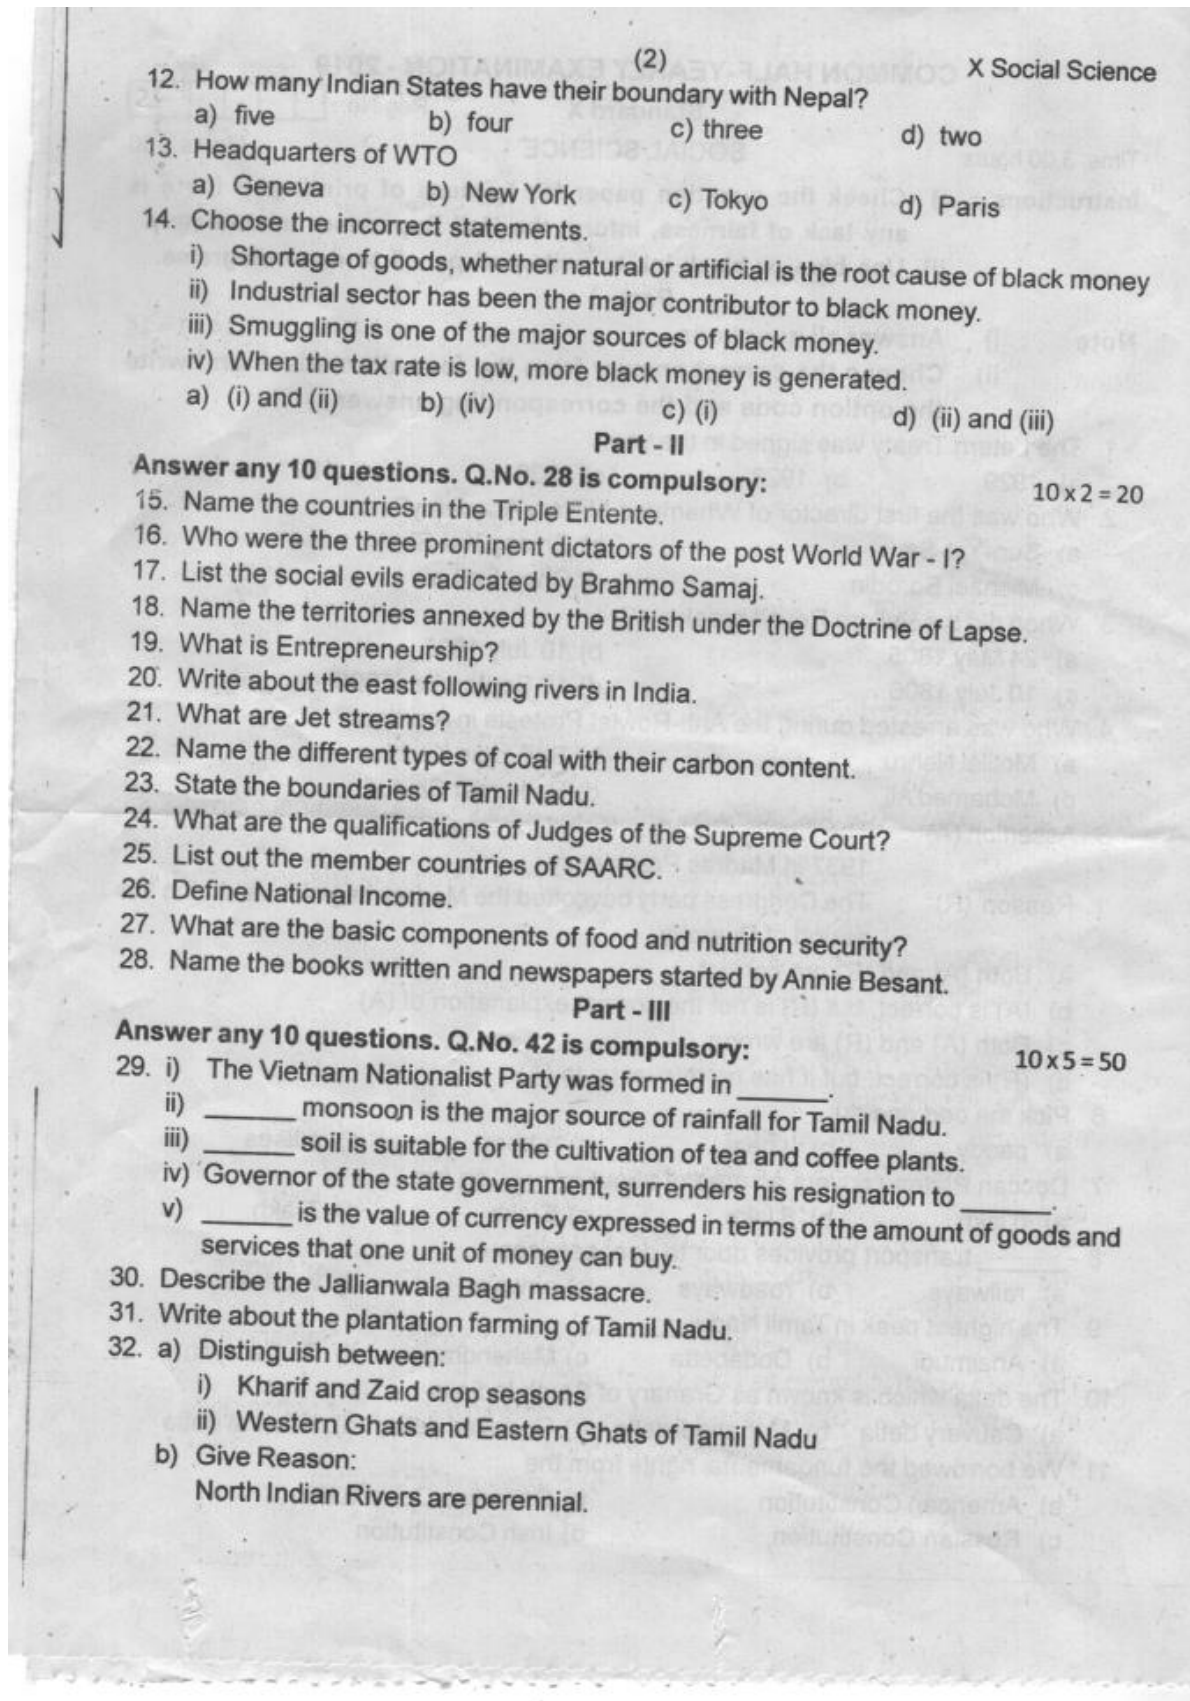 (2)
X Social Science
12. How many Indian States have their boundary with Nepal?
a) five b) four c) three d) two
13. Headquarters of WTO
a) Geneva b) New York c) Tokyo d) Paris
14. Choose the incorrect statements.
i) Shortage of goods, whether natural or artificial is the root cause of black money
ii) Industrial sector has been the major contributor to black money.
iii) Smuggling is one of the major sources of black money.
iv) When the tax rate is low, more black money is generated.
a) (i) and (ii) b) (iv) c) (i) d) (ii) and (iii)
Part - II
Answer any 10 questions. Q.No. 28 is compulsory: 10 x 2 = 20
15. Name the countries in the Triple Entente.
16. Who were the three prominent dictators of the post World War - I?
17. List the social evils eradicated by Brahmo Samaj.
18. Name the territories annexed by the British under the Doctrine of Lapse.
19. What is Entrepreneurship?
20. Write about the east following rivers in India.
21. What are Jet streams?
22. Name the different types of coal with their carbon content.
23. State the boundaries of Tamil Nadu.
24. What are the qualifications of Judges of the Supreme Court?
25. List out the member countries of SAARC.
26. Define National Income.
27. What are the basic components of food and nutrition security?
28. Name the books written and newspapers started by Annie Besant.
Part - III
Answer any 10 questions. Q.No. 42 is compulsory: 10 x 5 = 50
29. i) The Vietnam Nationalist Party was formed in ______.
ii) ______ monsoon is the major source of rainfall for Tamil Nadu.
iii) ______ soil is suitable for the cultivation of tea and coffee plants.
iv) Governor of the state government, surrenders his resignation to ______.
v) ______ is the value of currency expressed in terms of the amount of goods and
services that one unit of money can buy.
30. Describe the Jallianwala Bagh massacre.
31. Write about the plantation farming of Tamil Nadu.
32. a) Distinguish between:
i) Kharif and Zaid crop seasons
ii) Western Ghats and Eastern Ghats of Tamil Nadu
b) Give Reason:
North Indian Rivers are perennial.